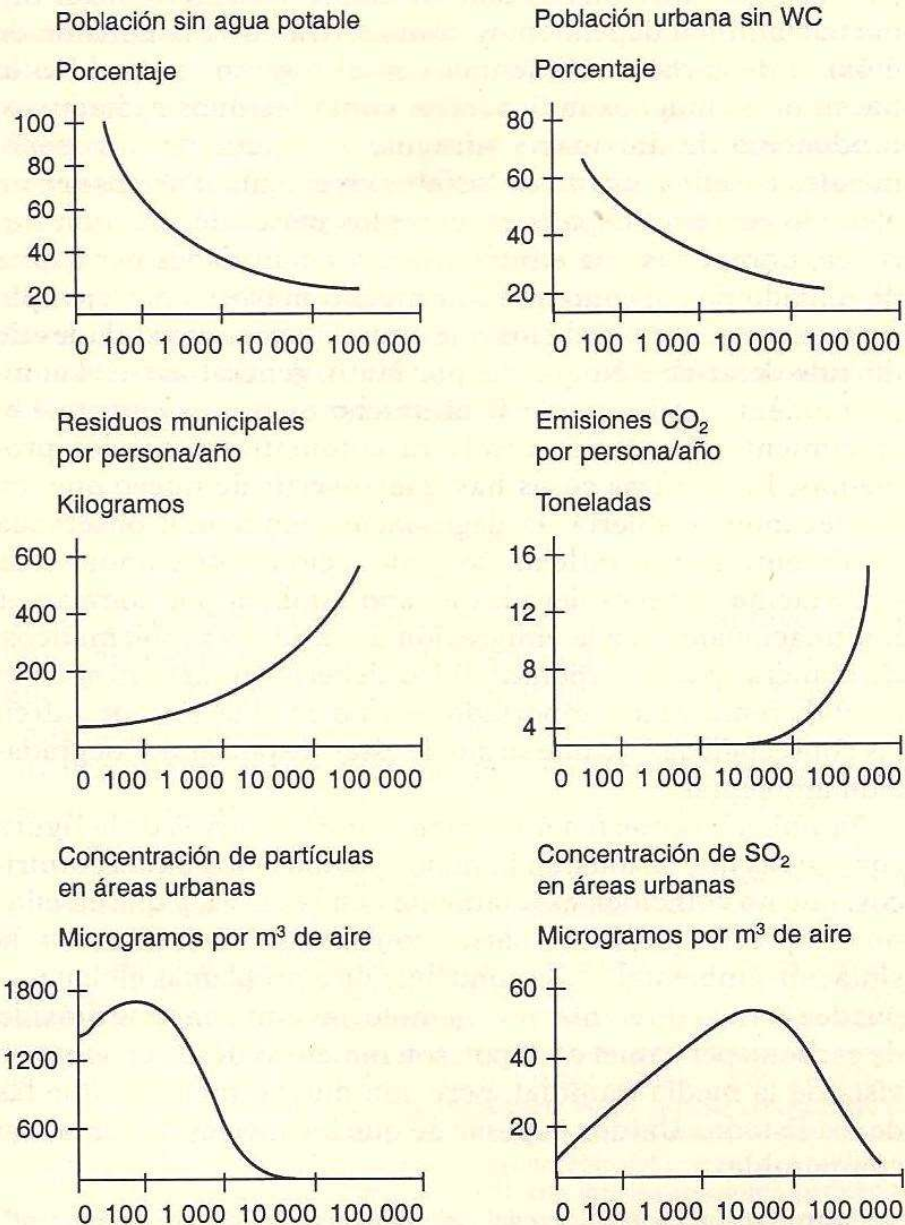 Población sin agua potable
Porcentaje
100
80
60
40
20
0 100 1 000 10 000 100 000
Población urbana sin WC
Porcentaje
80
60
40
20
0 100 1 000 10 000 100 000
Residuos municipales
por persona/año
Kilogramos
600
400
200
0 100 1 000 10 000 100 000
Emisiones CO₂
por persona/año
Toneladas
16
12
8
4
0 100 1 000 10 000 100 000
Concentración de partículas
en áreas urbanas
Microgramos por m³ de aire
1800
1200
600
0 100 1 000 10 000 100 000
Concentración de SO₂
en áreas urbanas
Microgramos por m³ de aire
60
40
20
0 100 1 000 10 000 100 000